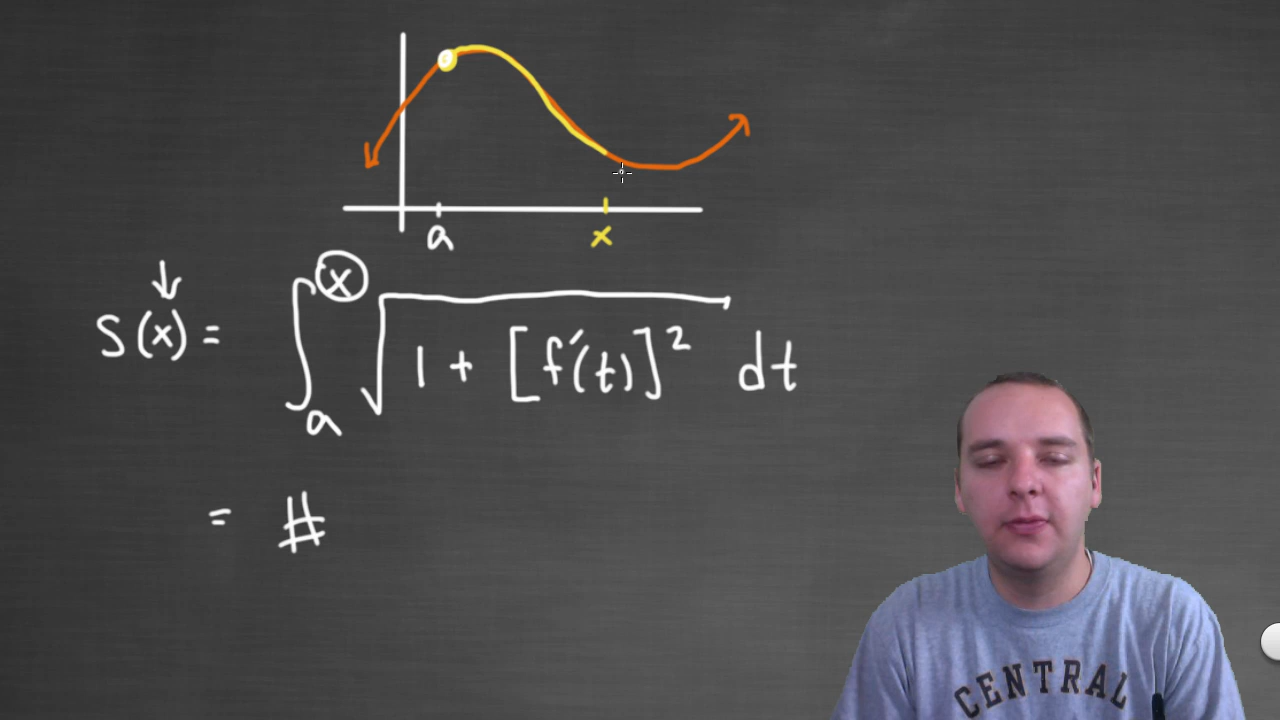 a x
S(x) = ∫ₐˣ √(1 + [f'(t)]²) dt
= #
CENTRAL